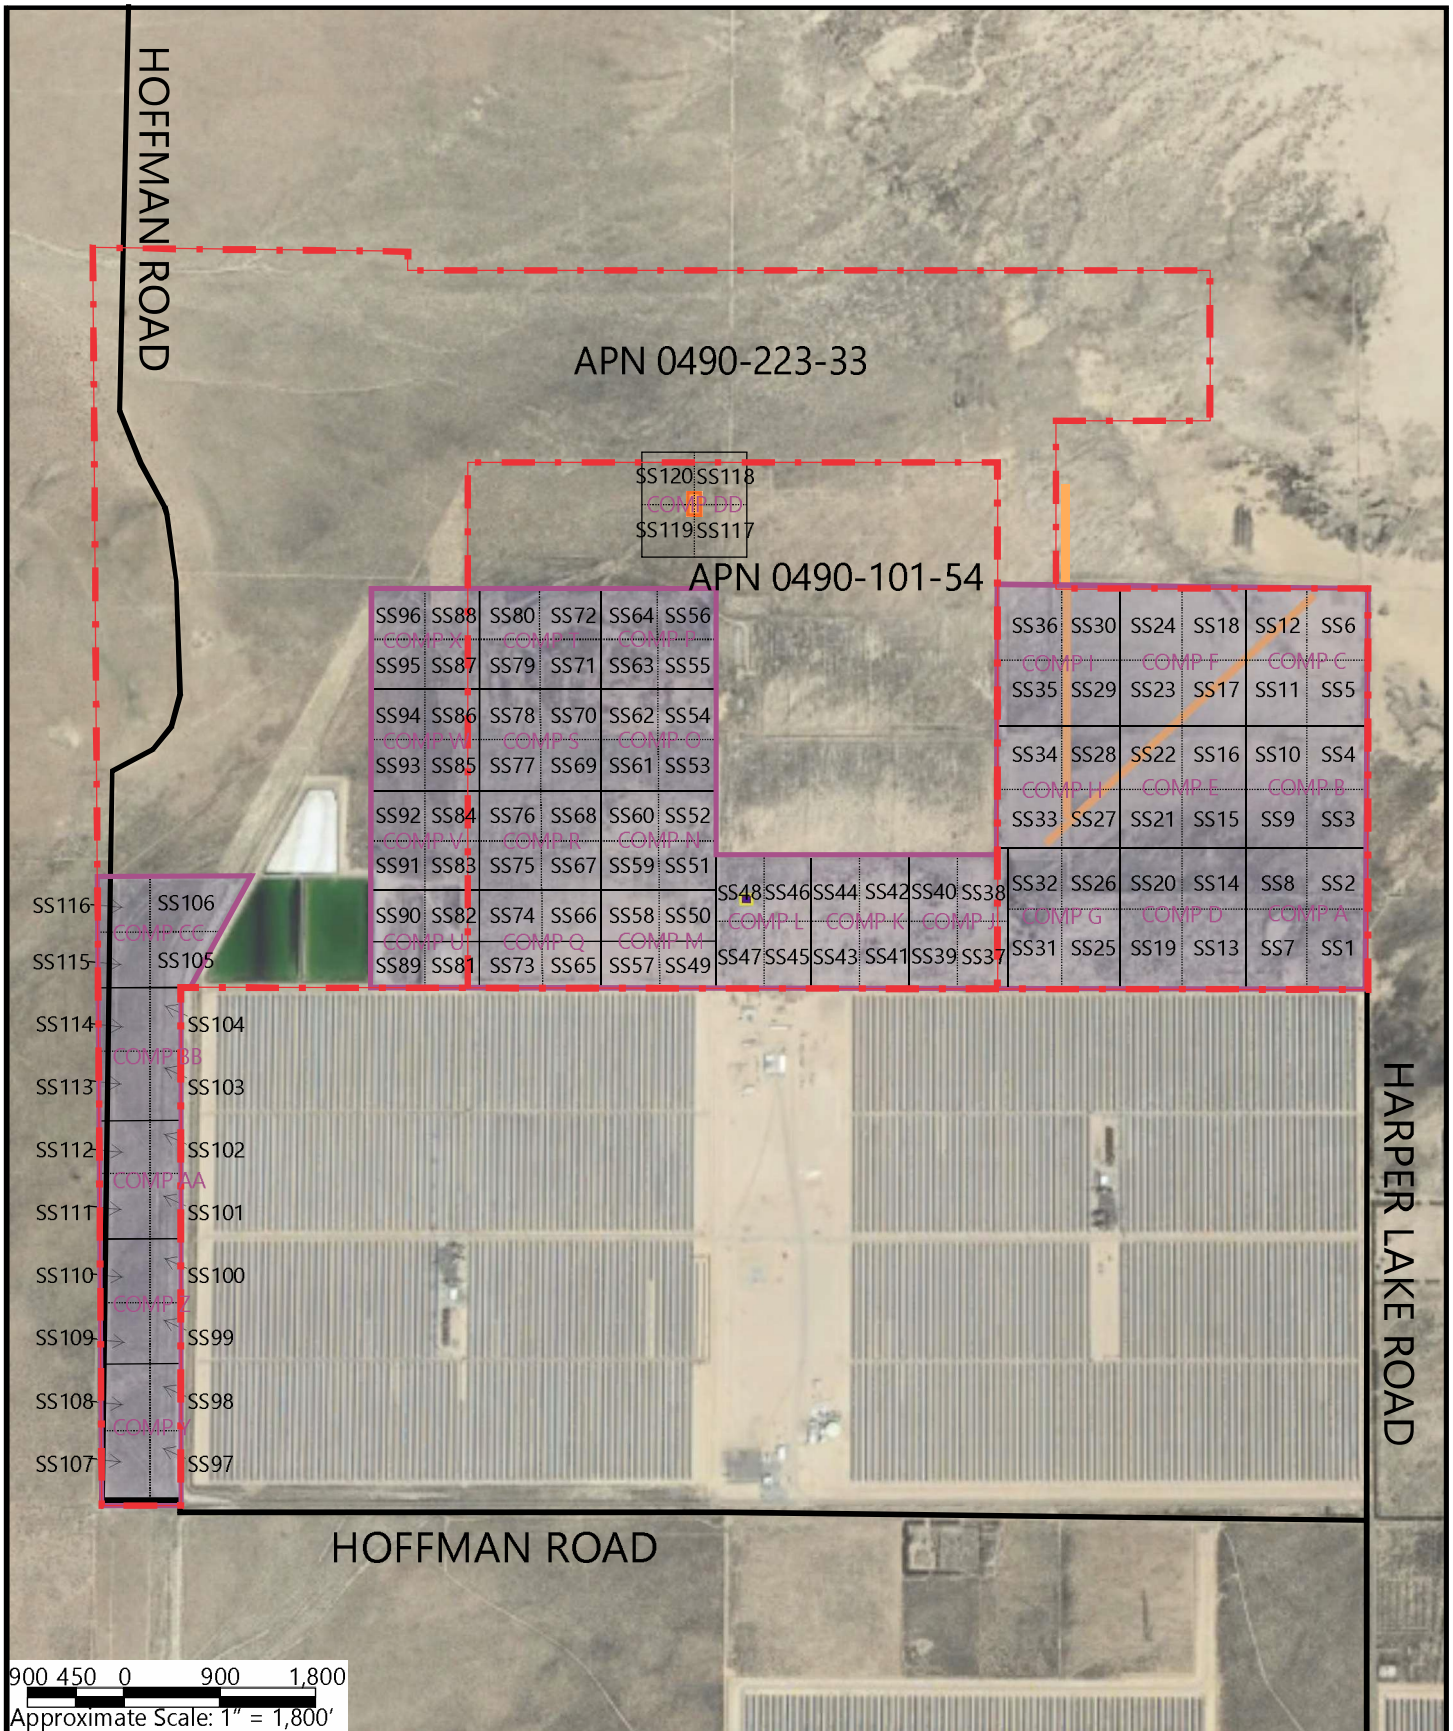 HOFFMAN ROAD
APN 0490-223-33
SS120 SS118
COMP DD
SS119 SS117
APN 0490-101-54
SS96 SS88 SS80 SS72 SS64 SS56
COMP X COMP T COMP P
SS95 SS87 SS79 SS71 SS63 SS55
SS94 SS86 SS78 SS70 SS62 SS54
COMP W COMP S COMP O
SS93 SS85 SS77 SS69 SS61 SS53
SS92 SS84 SS76 SS68 SS60 SS52
COMP V COMP R COMP N
SS91 SS83 SS75 SS67 SS59 SS51
SS90 SS82 SS74 SS66 SS58 SS50
COMP U COMP Q COMP M
SS89 SS81 SS73 SS65 SS57 SS49
SS48 SS46 SS44 SS42 SS40 SS38
COMP L COMP K COMP J
SS47 SS45 SS43 SS41 SS39 SS37
SS36 SS30 SS24 SS18 SS12 SS6
COMP I COMP F COMP C
SS35 SS29 SS23 SS17 SS11 SS5
SS34 SS28 SS22 SS16 SS10 SS4
COMP H COMP E COMP B
SS33 SS27 SS21 SS15 SS9 SS3
SS32 SS26 SS20 SS14 SS8 SS2
COMP G COMP D COMP A
SS31 SS25 SS19 SS13 SS7 SS1
SS116 SS106
COMP CC
SS115 SS105
SS114 SS104
COMP BB
SS113 SS103
SS112 SS102
COMP AA
SS111 SS101
SS110 SS100
COMP Z
SS109 SS99
SS108 SS98
COMP Y
SS107 SS97
HARPER LAKE ROAD
HOFFMAN ROAD
900 450 0 900 1,800
Approximate Scale: 1" = 1,800'